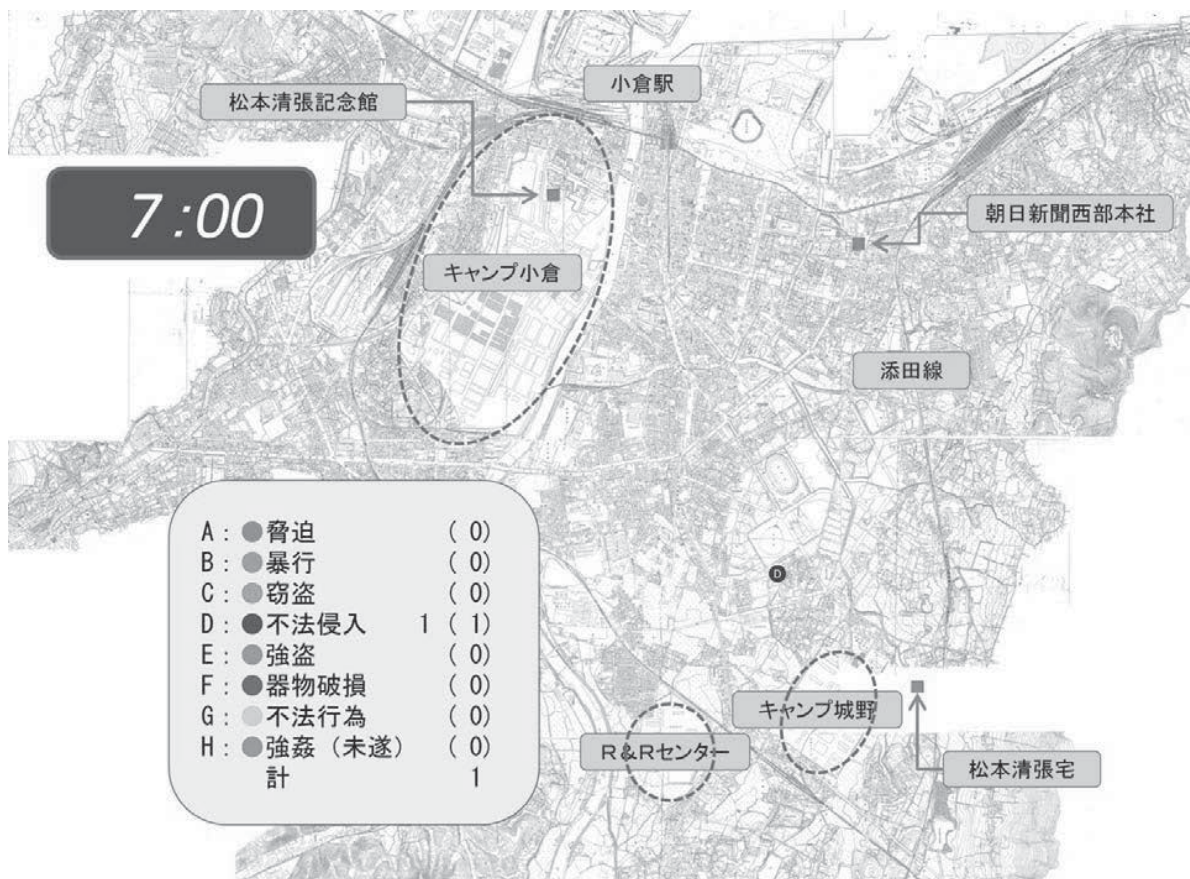 小倉駅
松本清張記念館
7:00
朝日新聞西部本社
キャンプ小倉
添田線
A:●脅迫 ( 0)
B:●暴行 ( 0)
C:●窃盗 ( 0)
D:●不法侵入 1 ( 1)
E:●強盗 ( 0)
F:●器物破損 ( 0)
G:●不法行為 ( 0)
H:●強姦(未遂) ( 0)
計 1
D
キャンプ城野
R&Rセンター
松本清張宅